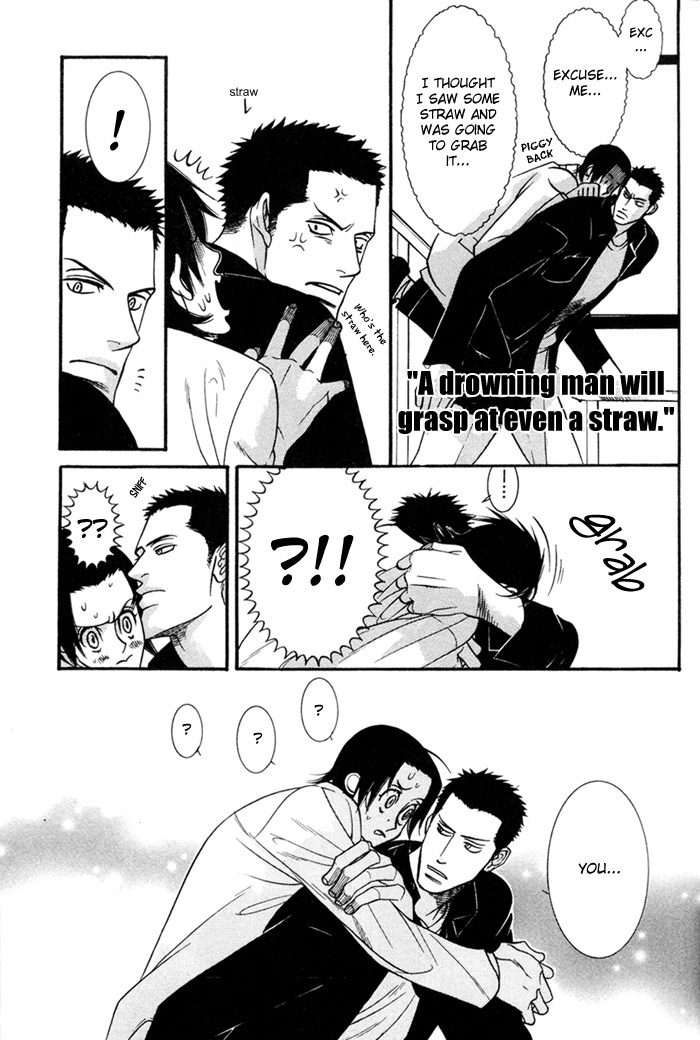 EXC
...
EXCUSE...
ME...
I THOUGHT
I SAW SOME
STRAW AND
WAS GOING
TO GRAB
IT...
PIGGY
BACK
"A drowning man will
grasp at even a straw."
straw
Who's the
straw here.
!
...!
grab
?!!
SNIFF
??
?
?
?
YOU...